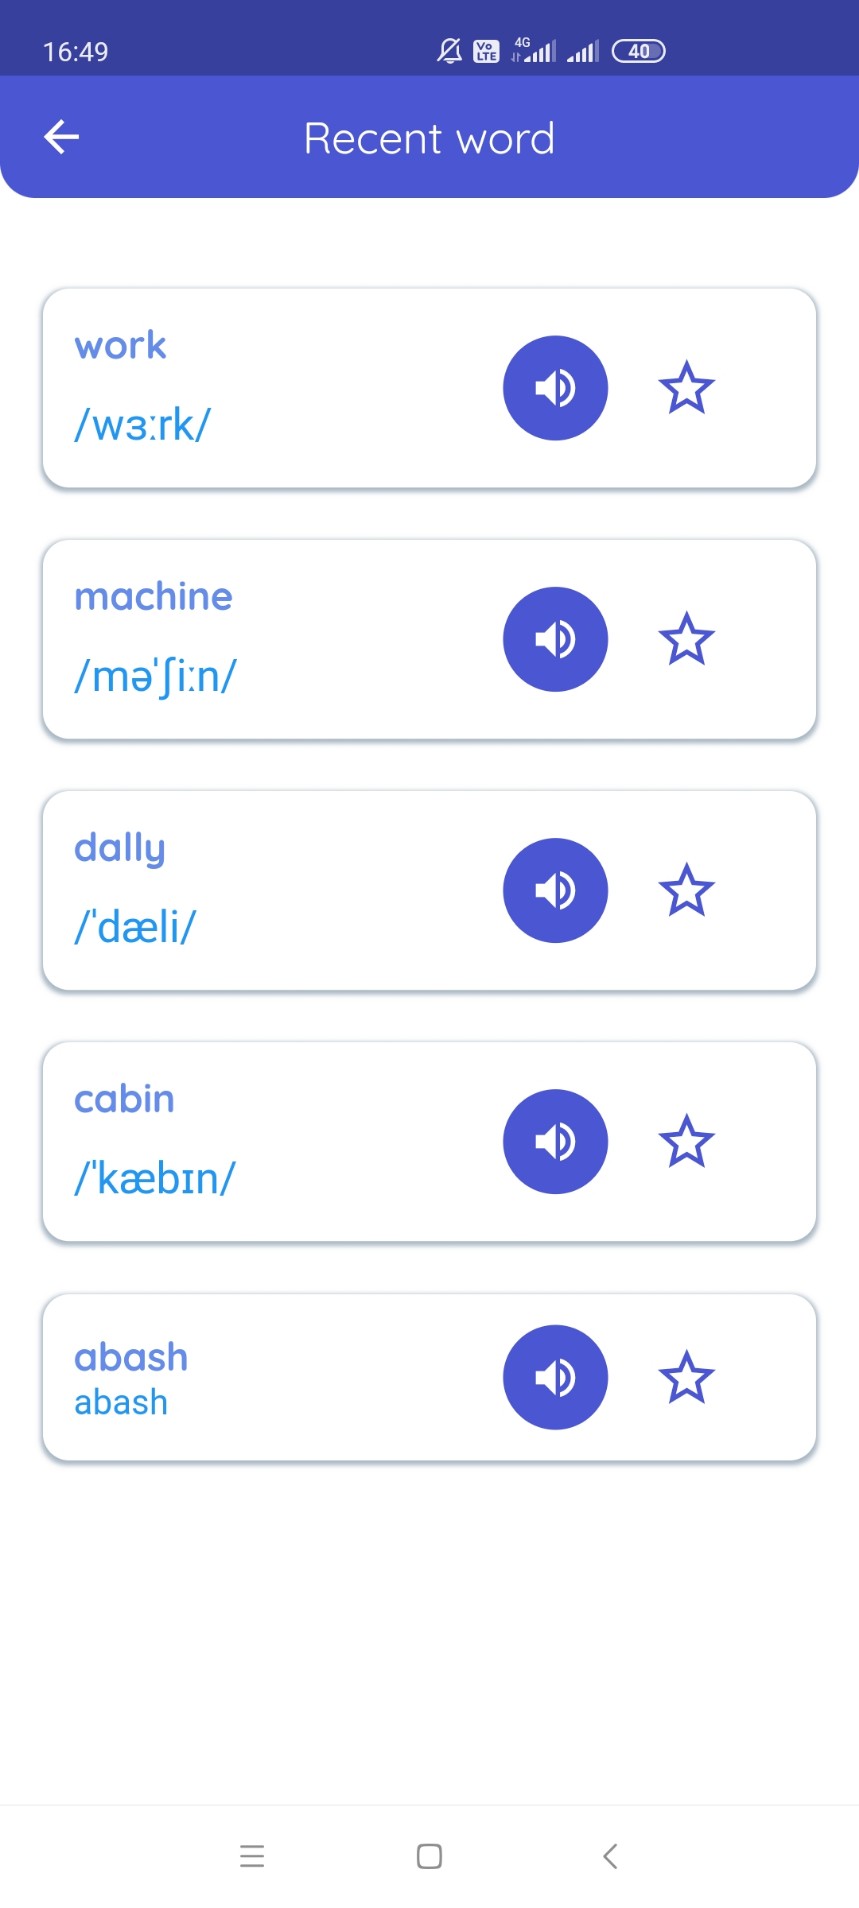 16:49
Vo LTE 4G 40
Recent word
work
/wɜːrk/
machine
/məˈʃiːn/
dally
/ˈdæli/
cabin
/ˈkæbɪn/
abash
abash